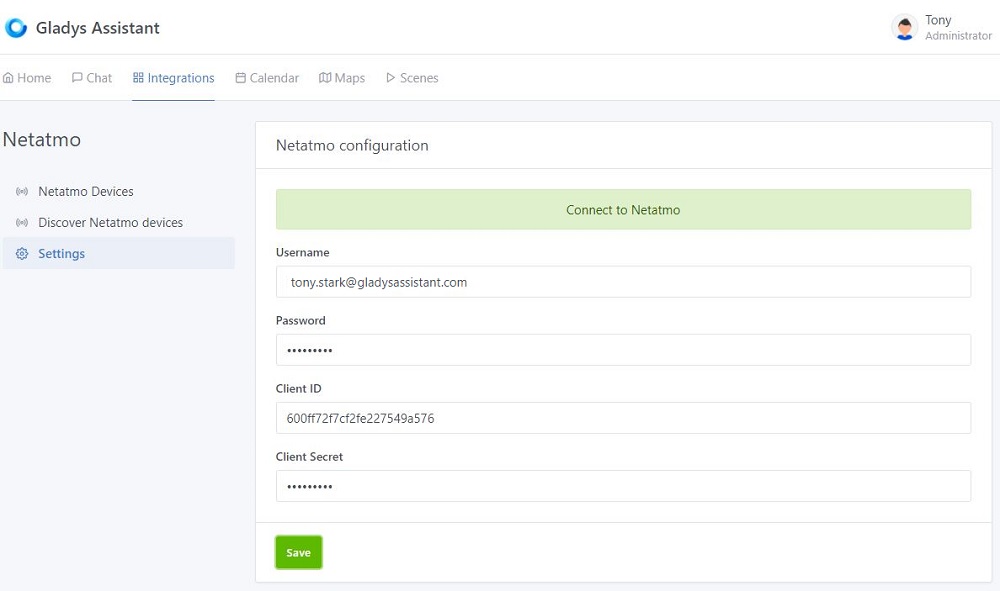 Gladys Assistant
Tony
Administrator
Home Chat Integrations Calendar Maps Scenes
Netatmo
Netatmo Devices
Discover Netatmo devices
Settings
Netatmo configuration
Connect to Netatmo
Username
tony.stark@gladysassistant.com
Password
•••••••••
Client ID
600ff72f7cf2fe227549a576
Client Secret
•••••••••
Save